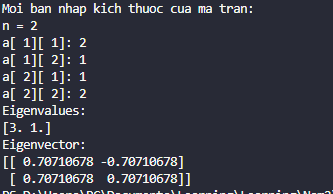 Moi ban nhap kich thuoc cua ma tran:
n = 2
a[ 1][ 1]: 2
a[ 1][ 2]: 1
a[ 2][ 1]: 1
a[ 2][ 2]: 2
Eigenvalues:
[3. 1.]
Eigenvector:
[[ 0.70710678 -0.70710678]
 [ 0.70710678  0.70710678]]